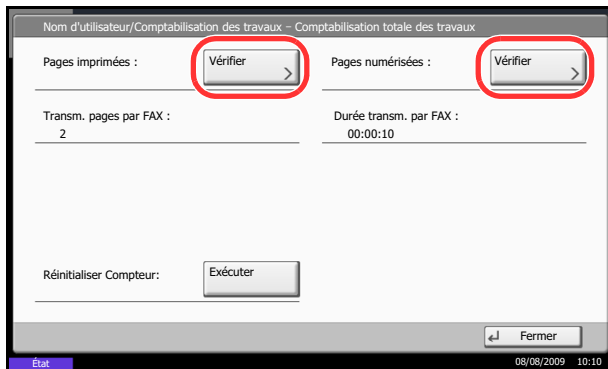 Nom d'utilisateur/Comptabilisation des travaux – Comptabilisation totale des travaux
Pages imprimées : Vérifier Pages numérisées : Vérifier
Transm. pages par FAX : Durée transm. par FAX :
2 00:00:10
Réinitialiser Compteur: Exécuter
Fermer
État 08/08/2009 10:10